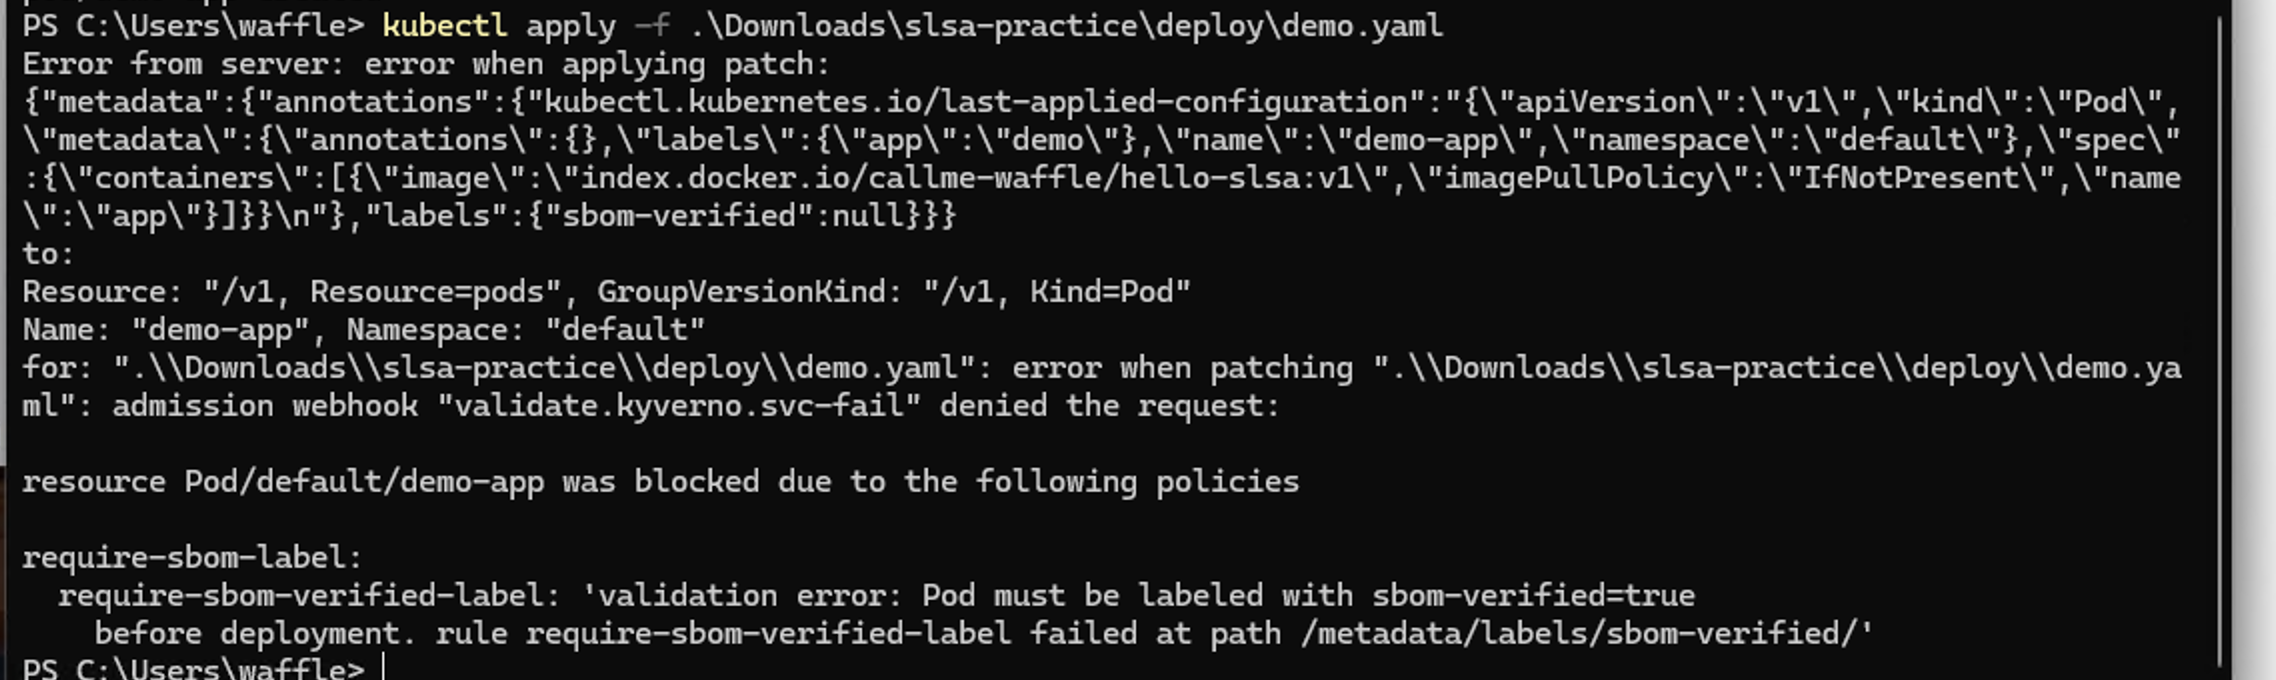 PS C:\Users\waffle> kubectl apply -f .\Downloads\slsa-practice\deploy\demo.yaml
Error from server: error when applying patch:
{"metadata":{"annotations":{"kubectl.kubernetes.io/last-applied-configuration":"{\"apiVersion\":\"v1\",\"kind\":\"Pod\",
\"metadata\":{\"annotations\":{},\"labels\":{\"app\":\"demo\"},\"name\":\"demo-app\",\"namespace\":\"default\"},\"spec\"
:{\"containers\":[{\"image\":\"index.docker.io/callme-waffle/hello-slsa:v1\",\"imagePullPolicy\":\"IfNotPresent\",\"name
\":\"app\"}]}}\n"},"labels":{"sbom-verified":null}}}
to:
Resource: "/v1, Resource=pods", GroupVersionKind: "/v1, Kind=Pod"
Name: "demo-app", Namespace: "default"
for: ".\\Downloads\\slsa-practice\\deploy\\demo.yaml": error when patching ".\\Downloads\\slsa-practice\\deploy\\demo.ya
ml": admission webhook "validate.kyverno.svc-fail" denied the request:
resource Pod/default/demo-app was blocked due to the following policies
require-sbom-label:
require-sbom-verified-label: 'validation error: Pod must be labeled with sbom-verified=true
before deployment. rule require-sbom-verified-label failed at path /metadata/labels/sbom-verified/'
PS C:\Users\waffle>